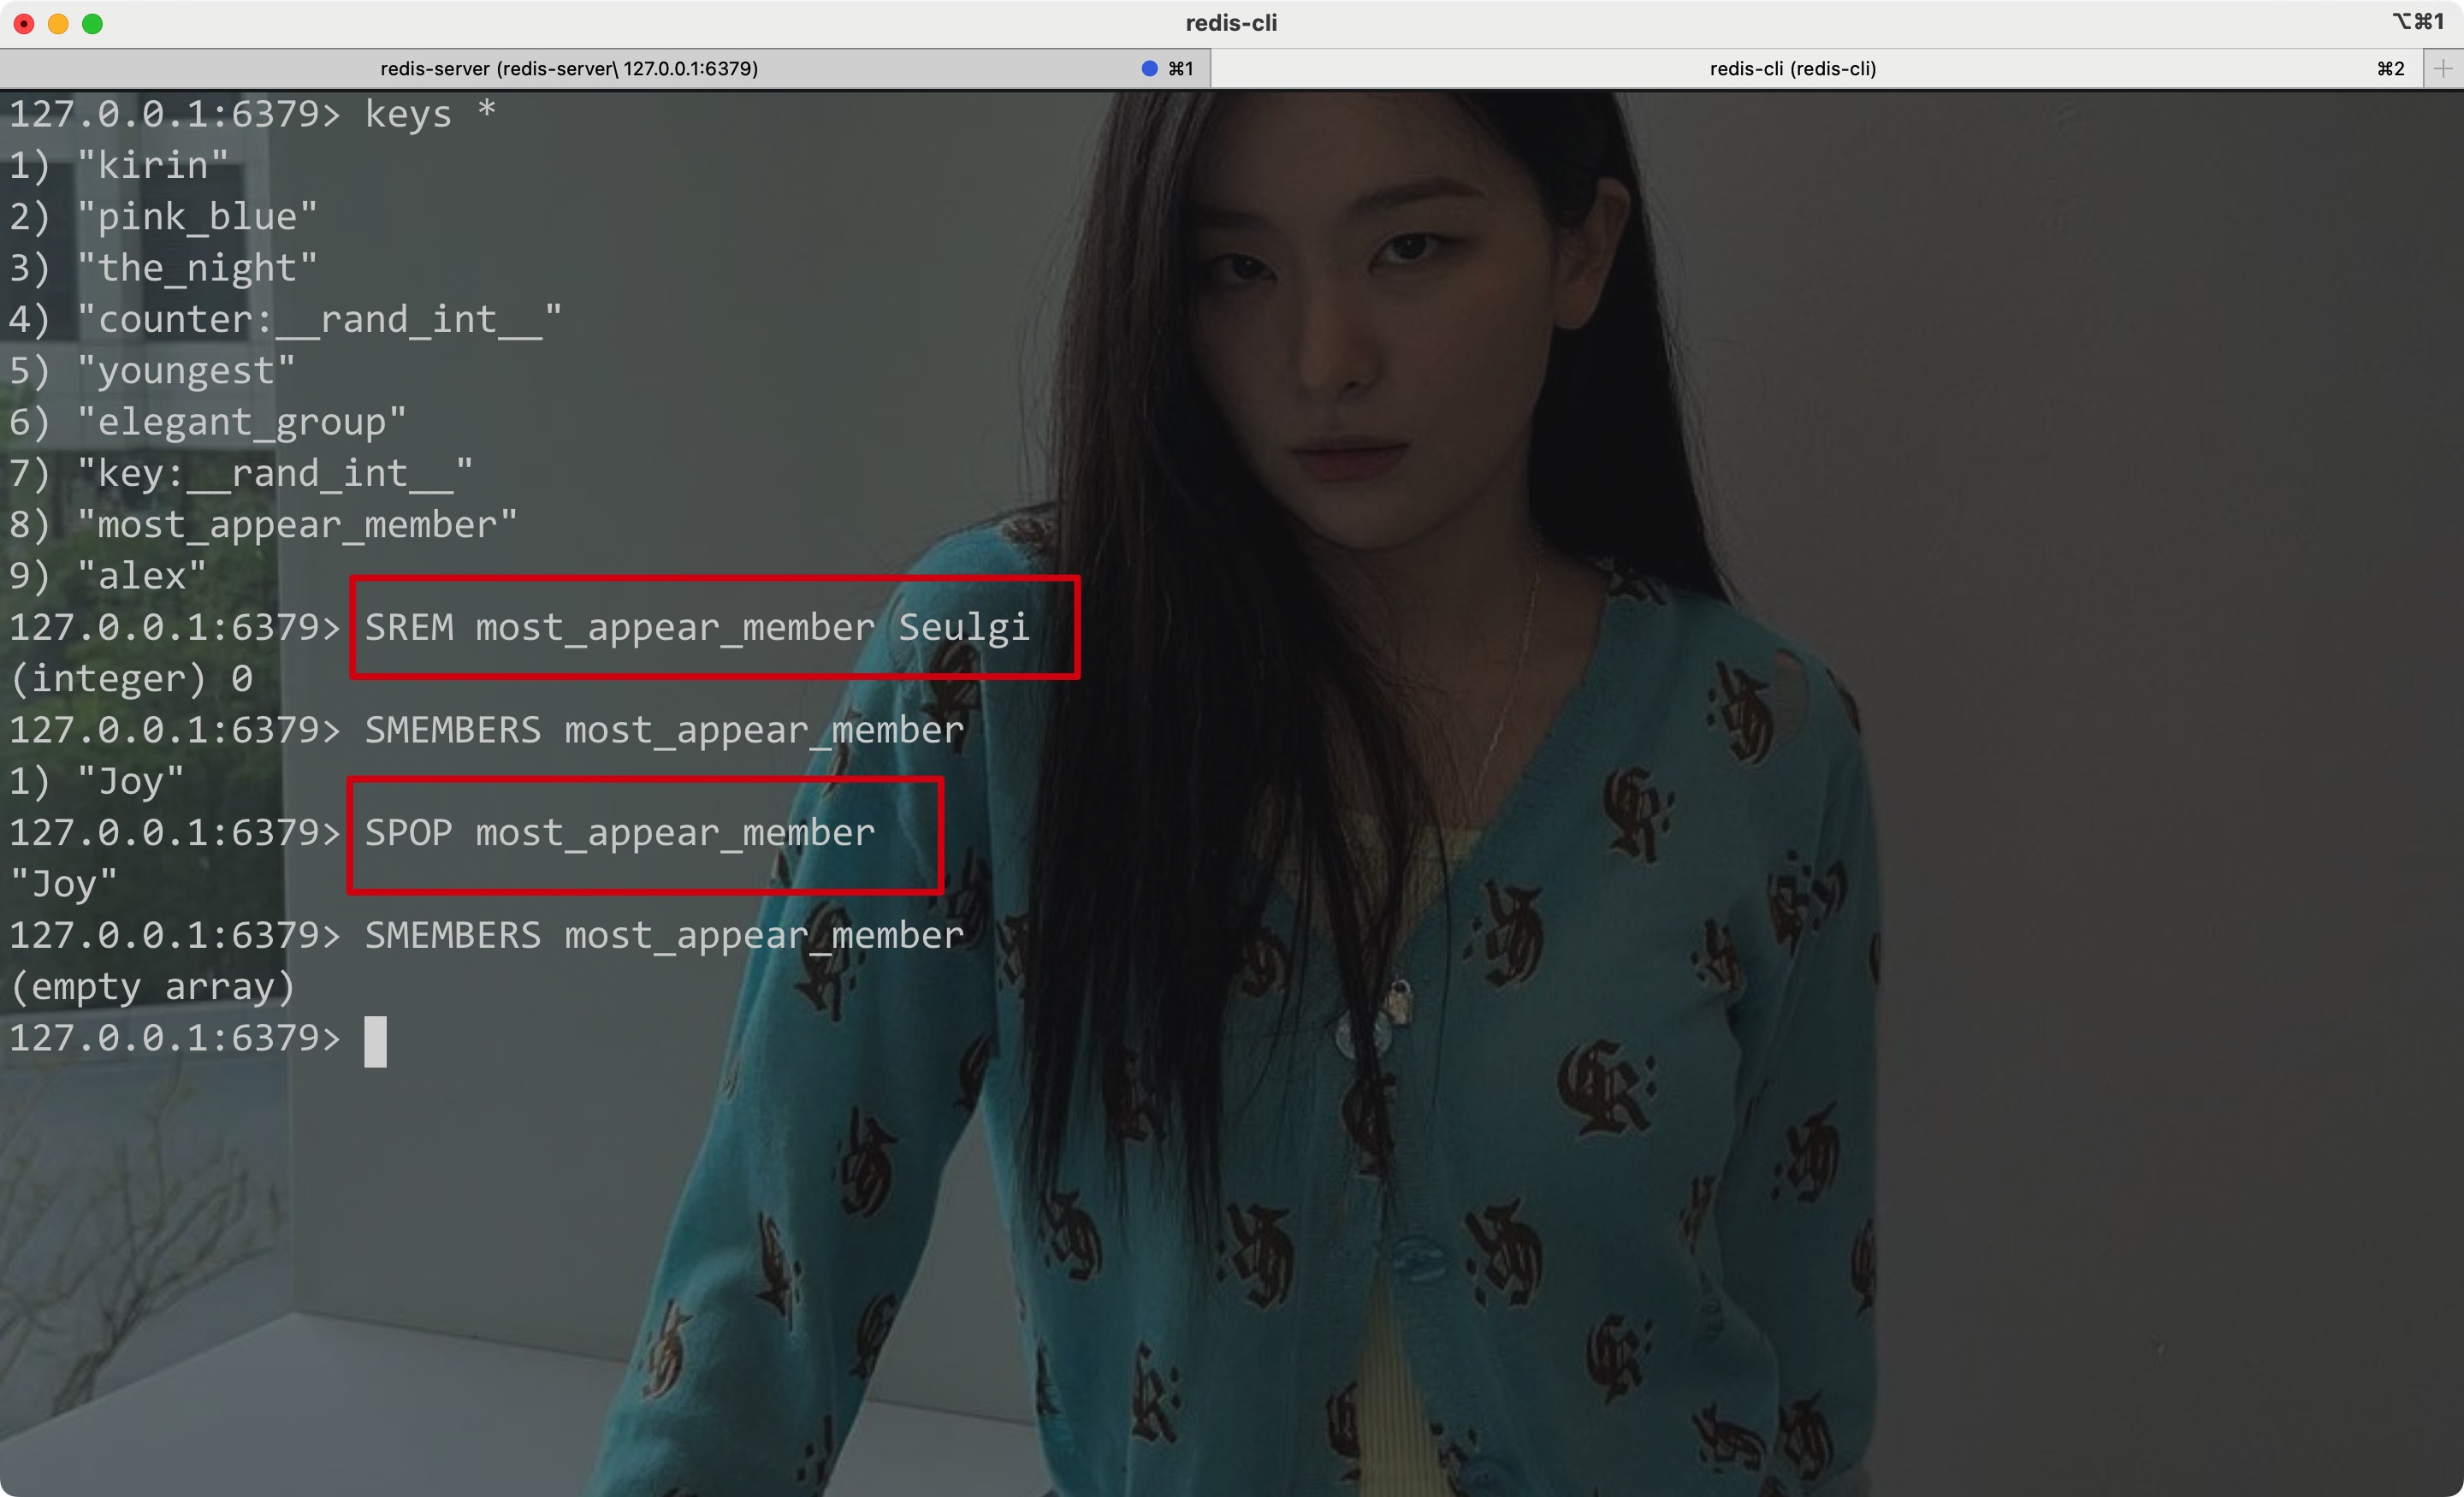 redis-cli
⌥⌘1
redis-server (redis-server\ 127.0.0.1:6379)
⌘1
redis-cli (redis-cli)
⌘2
127.0.0.1:6379> keys *
1) "kirin"
2) "pink_blue"
3) "the_night"
4) "counter:__rand_int__"
5) "youngest"
6) "elegant_group"
7) "key:__rand_int__"
8) "most_appear_member"
9) "alex"
127.0.0.1:6379> SREM most_appear_member Seulgi
(integer) 0
127.0.0.1:6379> SMEMBERS most_appear_member
1) "Joy"
127.0.0.1:6379> SPOP most_appear_member
"Joy"
127.0.0.1:6379> SMEMBERS most_appear_member
(empty array)
127.0.0.1:6379>